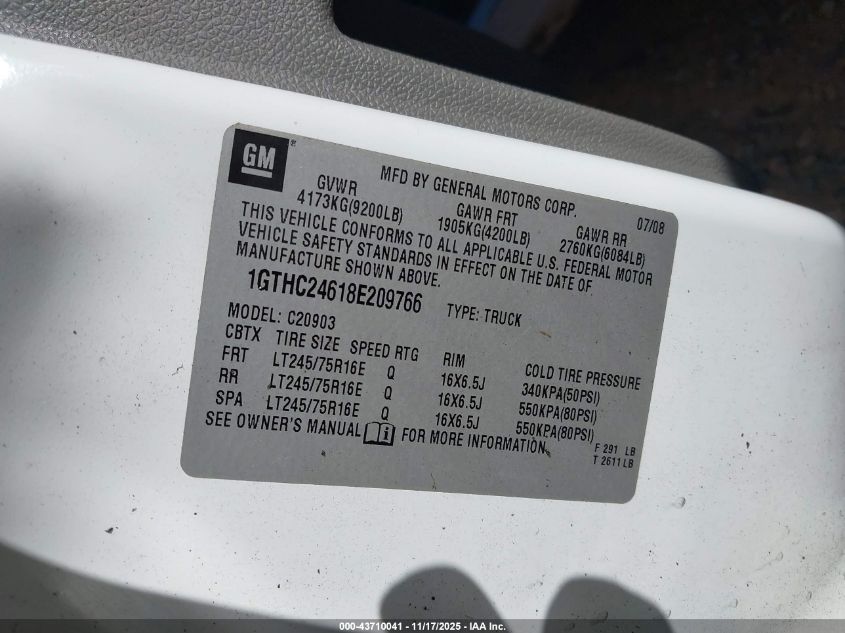 GM®
MFD BY GENERAL MOTORS CORP. 07/08
GVWR GAWR FRT GAWR RR
4173KG(9200LB) 1905KG(4200LB) 2760KG(6084LB)
THIS VEHICLE CONFORMS TO ALL APPLICABLE U.S. FEDERAL MOTOR
VEHICLE SAFETY STANDARDS IN EFFECT ON THE DATE OF
MANUFACTURE SHOWN ABOVE.
1GTHC24618E209766 TYPE: TRUCK
MODEL: C20903
CBTX TIRE SIZE SPEED RTG RIM COLD TIRE PRESSURE
FRT LT245/75R16E Q 16X6.5J 340KPA(50PSI)
RR LT245/75R16E Q 16X6.5J 550KPA(80PSI)
SPA LT245/75R16E Q 16X6.5J 550KPA(80PSI)
SEE OWNER'S MANUAL FOR MORE INFORMATION.
F 291 LB
T 2611 LB
000-43710041 - 11/17/2025 - IAA Inc.